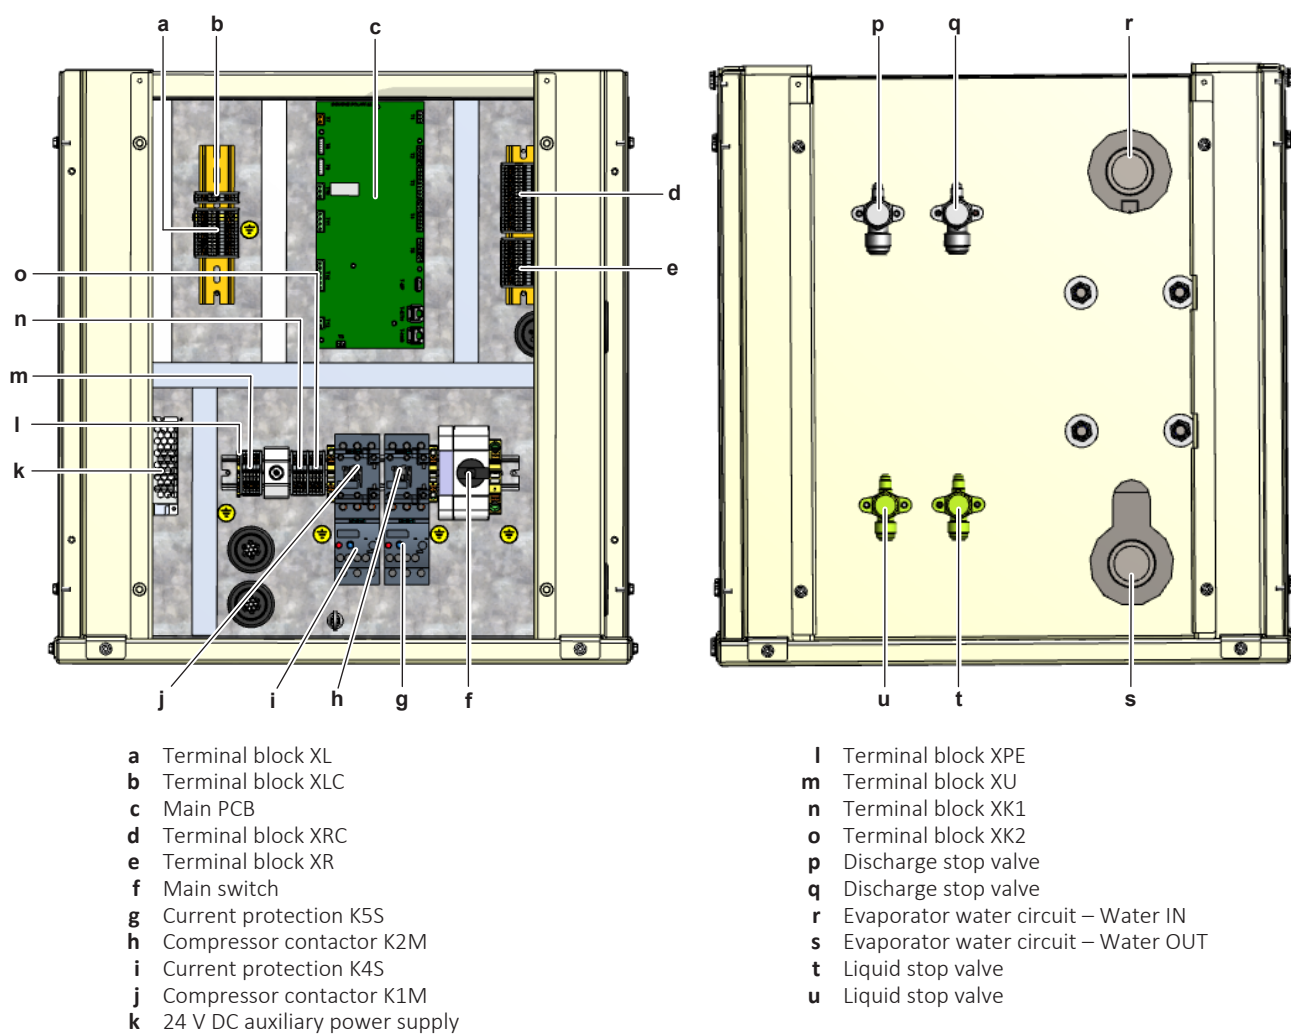 a b c
p q r
d
e
o
n
m
l
k
j i h g f
u t s
a Terminal block XL
b Terminal block XLC
c Main PCB
d Terminal block XRC
e Terminal block XR
f Main switch
g Current protection K5S
h Compressor contactor K2M
i Current protection K4S
j Compressor contactor K1M
k 24 V DC auxiliary power supply
l Terminal block XPE
m Terminal block XU
n Terminal block XK1
o Terminal block XK2
p Discharge stop valve
q Discharge stop valve
r Evaporator water circuit – Water IN
s Evaporator water circuit – Water OUT
t Liquid stop valve
u Liquid stop valve